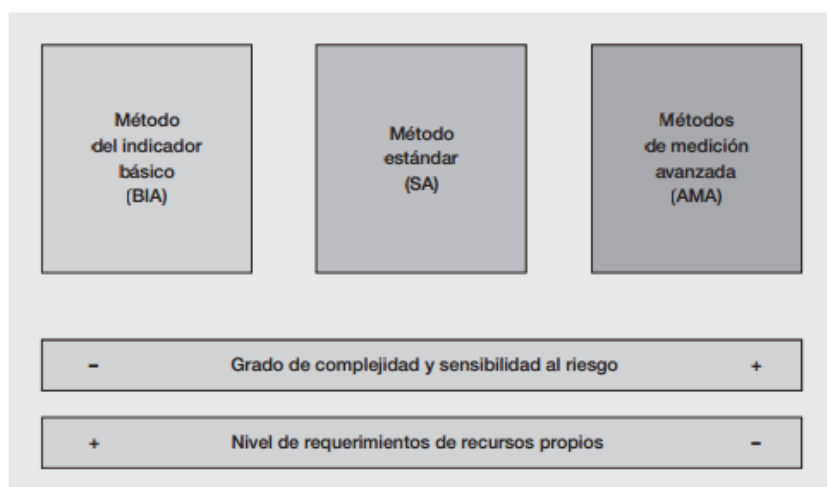 Método
del indicador
básico
(BIA)
Método
estándar
(SA)
Métodos
de medición
avanzada
(AMA)
– Grado de complejidad y sensibilidad al riesgo +
+ Nivel de requerimientos de recursos propios –